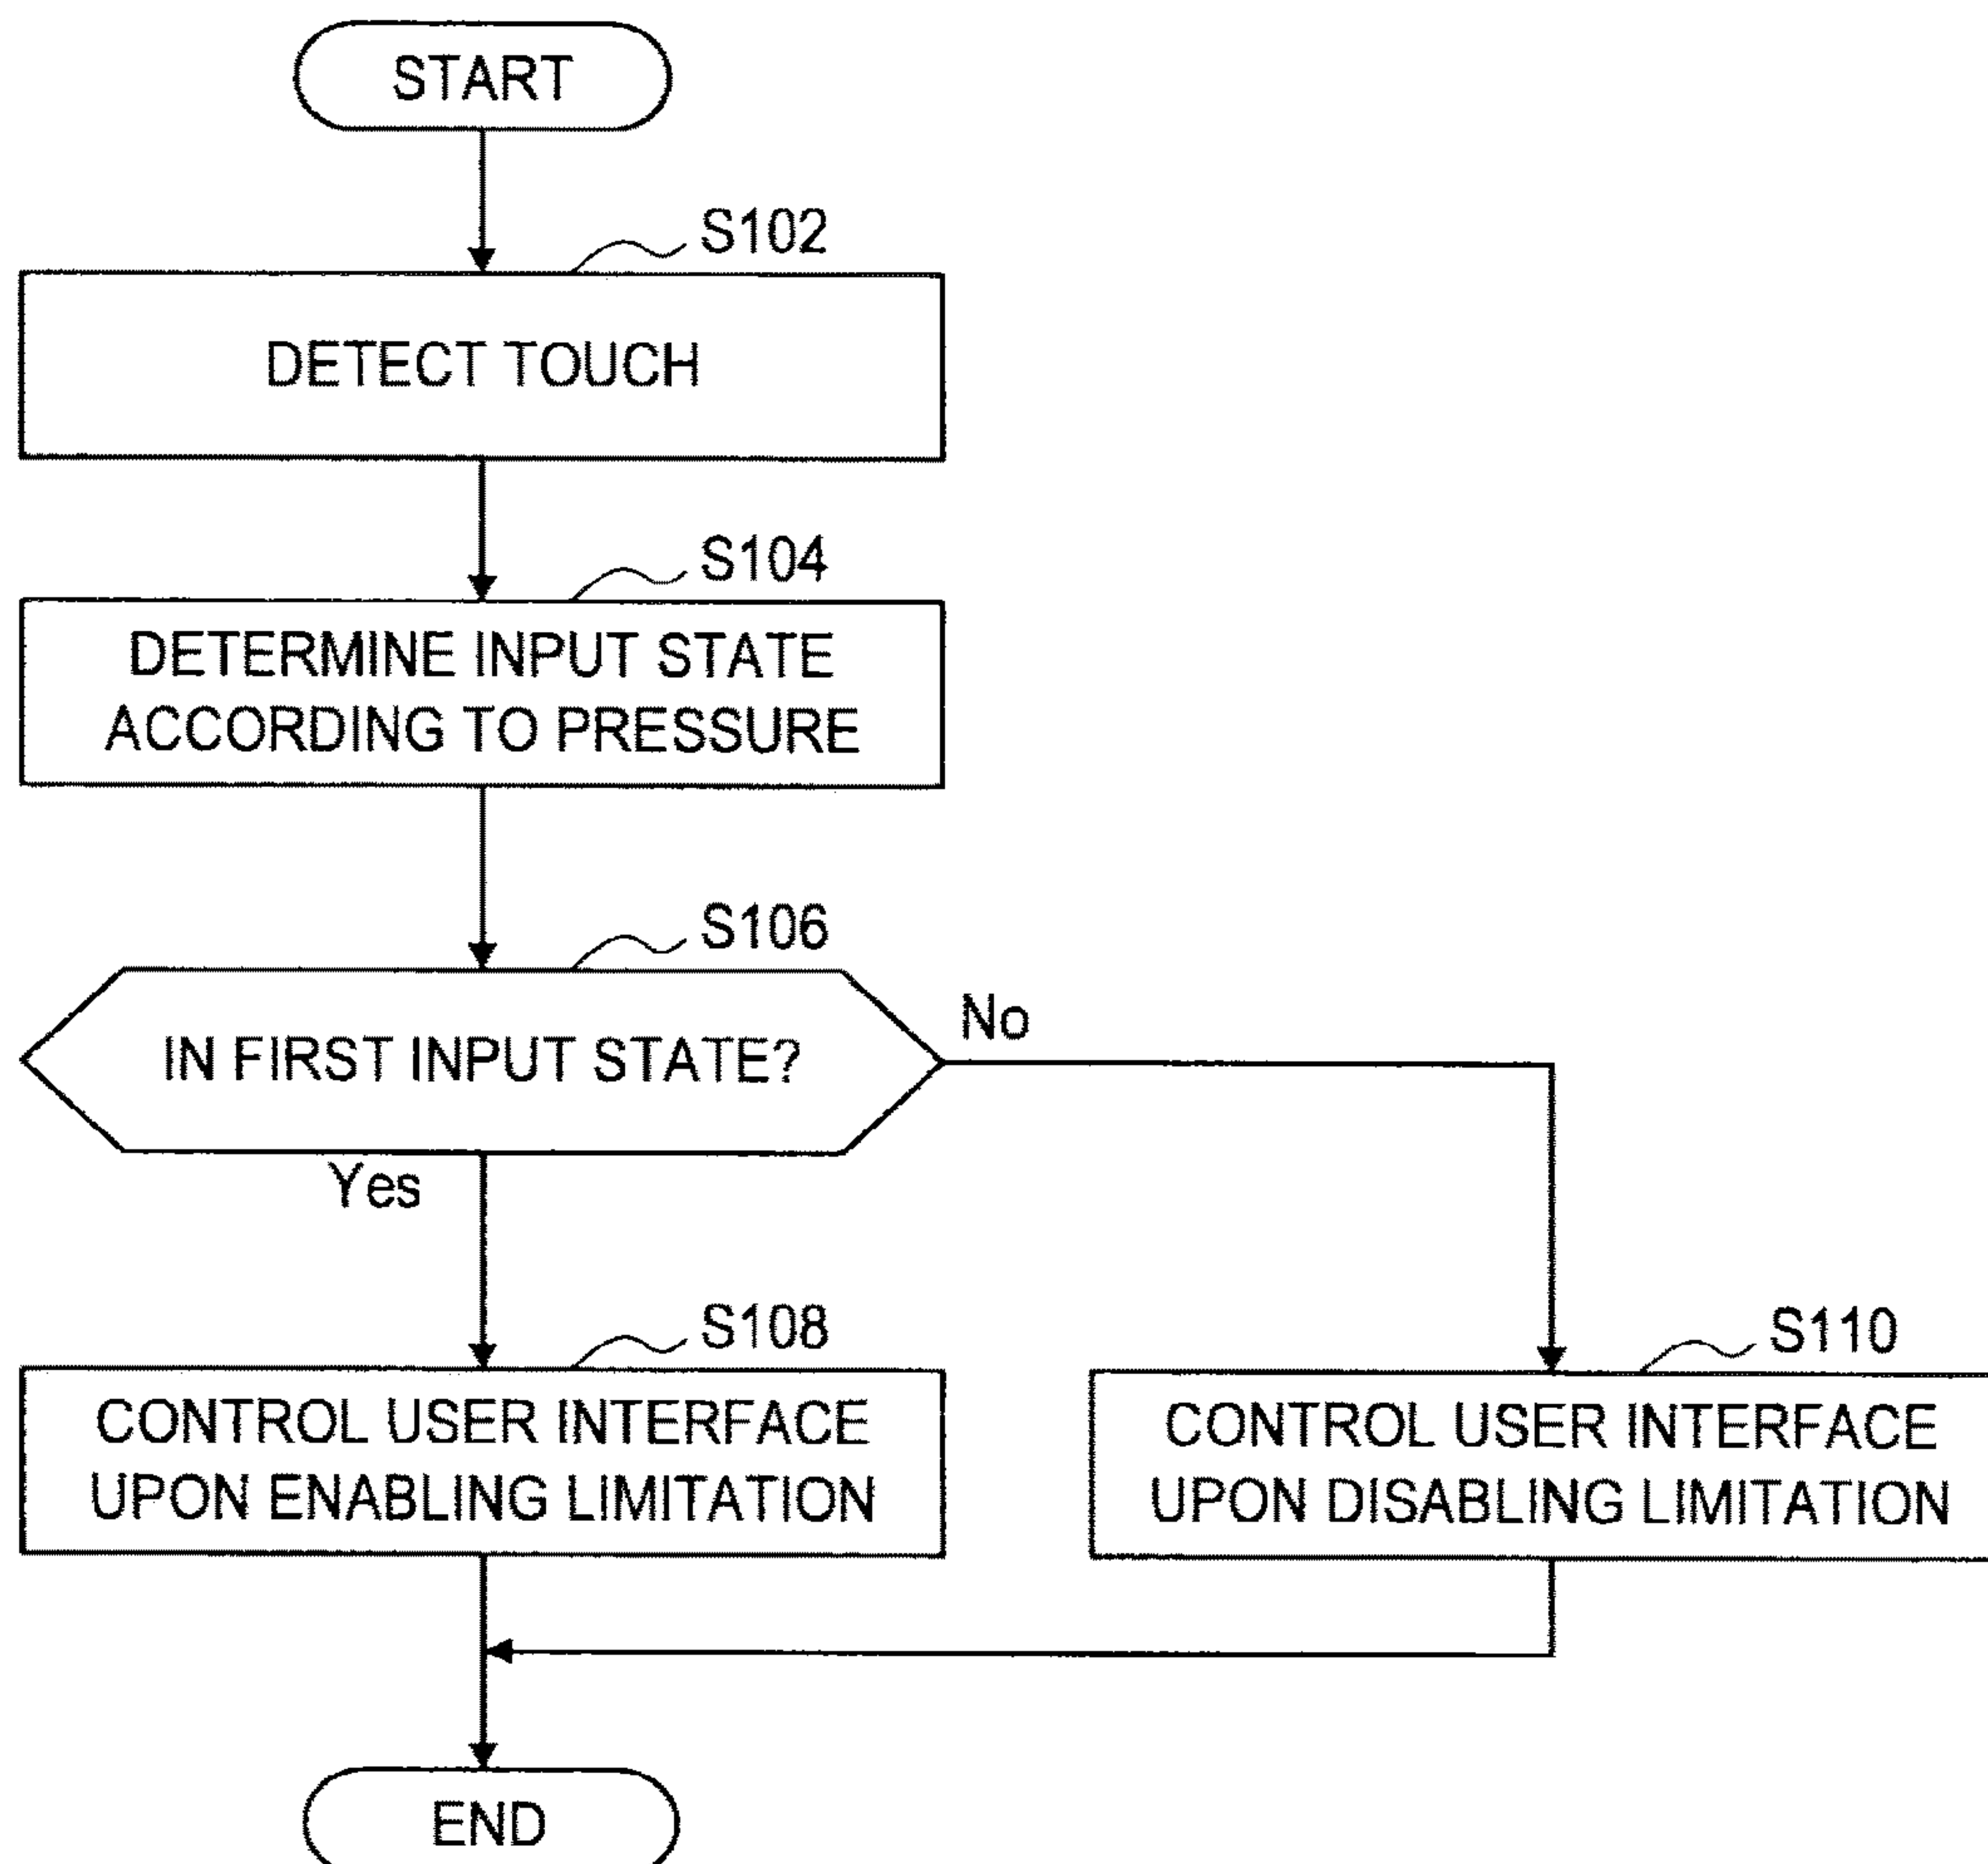 START
S102
DETECT TOUCH
S104
DETERMINE INPUT STATE
ACCORDING TO PRESSURE
S106
IN FIRST INPUT STATE?
No
Yes
S108
CONTROL USER INTERFACE
UPON ENABLING LIMITATION
S110
CONTROL USER INTERFACE
UPON DISABLING LIMITATION
END